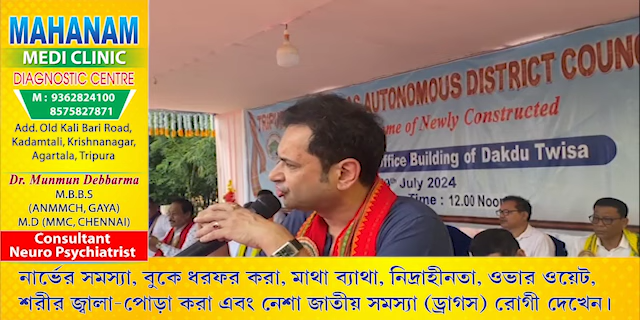 MAHANAM
MEDI CLINIC
DIAGNOSTIC CENTRE
M : 9362824100
8575827871
Add. Old Kali Bari Road,
Kadamtali, Krishnanagar,
Agartala, Tripura
Dr. Munmun Debbarma
M.B.B.S
(ANMMCH, GAYA)
M.D (MMC, CHENNAI)
Consultant
Neuro Psychiatrist
AS AUTONOMOUS DISTRICT COUNC
me of Newly Constructed
ffice Building of Dakdu Twisa
July 2024
Time : 12.00 Noon
নার্ভের সমস্যা, বুকে ধরফর করা, মাথা ব্যাথা, নিদ্রাহীনতা, ওভার ওয়েট,
শরীর জ্বালা-পোড়া করা এবং নেশা জাতীয় সমস্যা (ড্রাগস) রোগী দেখেন।